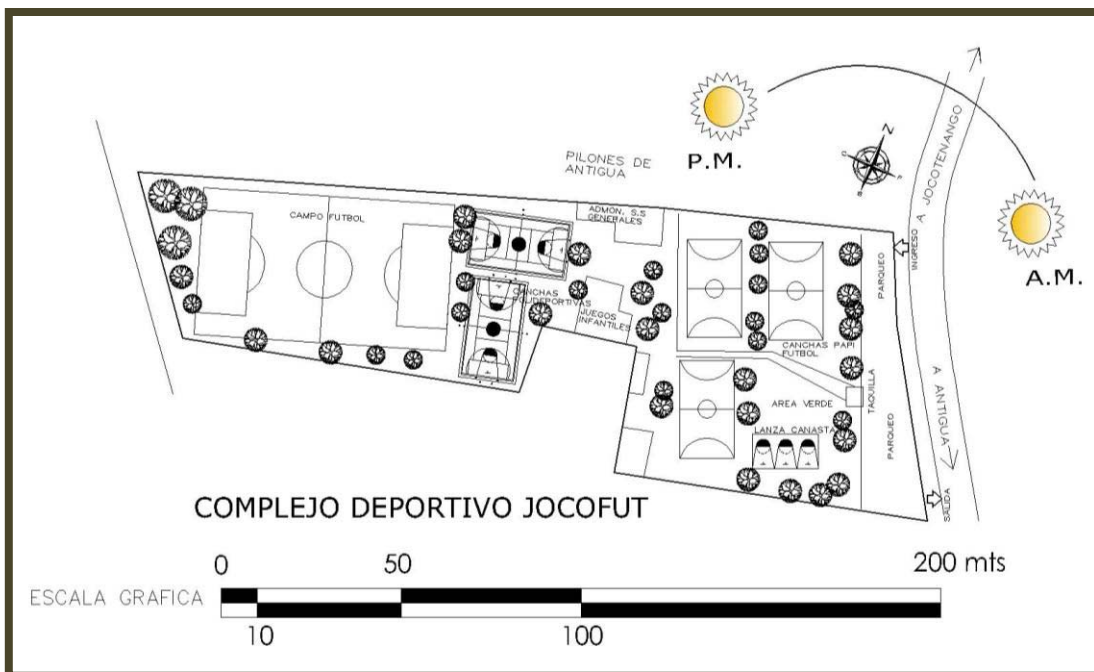 P.M.
A.M.
N
PILONES DE
ANTIGUA
ADMON. S.S
GENERALES
CAMPO FUTBOL
CANCHAS
POLIDEPORTIVAS
JUEGOS
INFANTILES
CANCHAS PAPI
FUTBOL
AREA VERDE
LANZA CANASTA
TAQUILLA
PARQUEO
PARQUEO
INGRESO
A JOCOTENANGO
A ANTIGUA
SALIDA
COMPLEJO DEPORTIVO JOCOFUT
ESCALA GRAFICA
0 50 200 mts
10 100